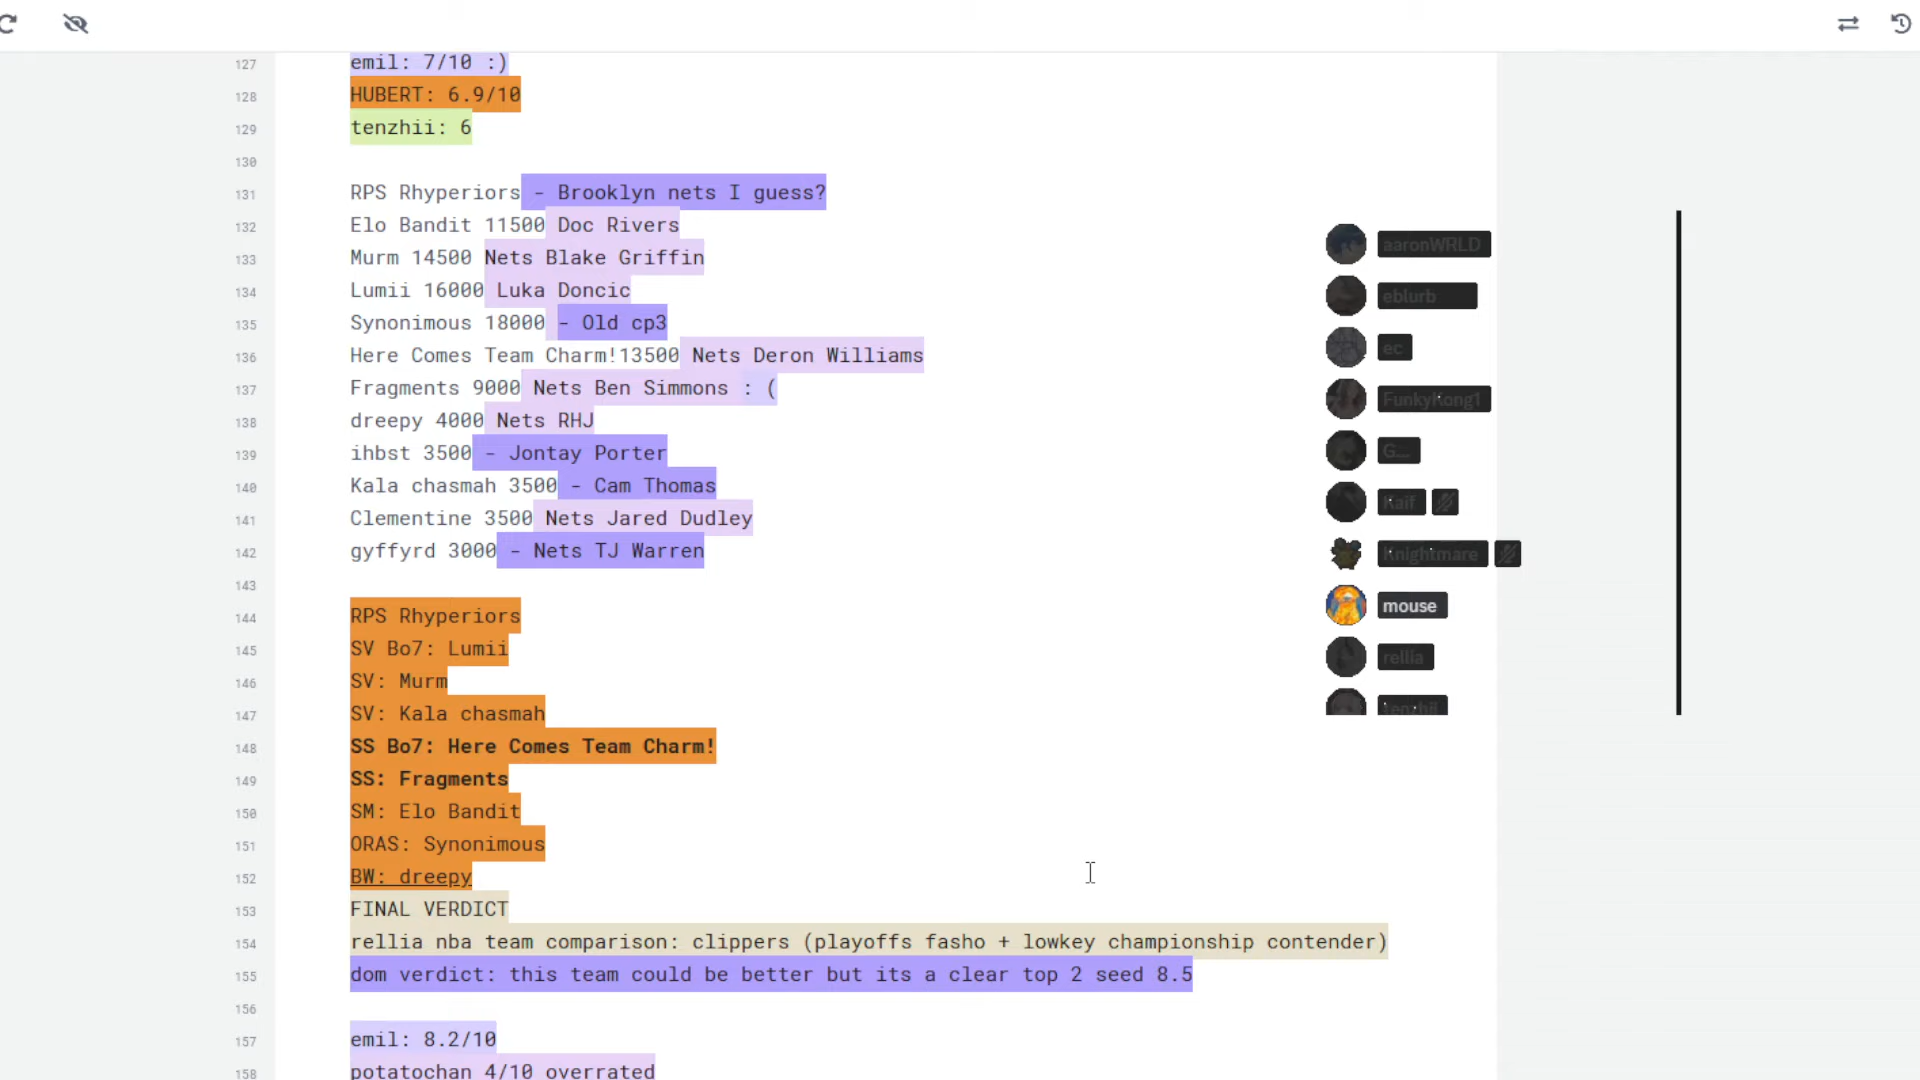 127 emil: 7/10 :)
128 HUBERT: 6.9/10
129 tenzhii: 6
130
131 RPS Rhyperiors - Brooklyn nets I guess?
132 Elo Bandit 11500 Doc Rivers
133 Murm 14500 Nets Blake Griffin
134 Lumii 16000 Luka Doncic
135 Synonimous 18000 - Old cp3
136 Here Comes Team Charm!13500 Nets Deron Williams
137 Fragments 9000 Nets Ben Simmons : (
138 dreepy 4000 Nets RHJ
139 ihbst 3500 - Jontay Porter
140 Kala chasmah 3500 - Cam Thomas
141 Clementine 3500 Nets Jared Dudley
142 gyffyrd 3000 - Nets TJ Warren
143
144 RPS Rhyperiors
145 SV Bo7: Lumii
146 SV: Murm
147 SV: Kala chasmah
148 SS Bo7: Here Comes Team Charm!
149 SS: Fragments
150 SM: Elo Bandit
151 ORAS: Synonimous
152 BW: dreepy
153 FINAL VERDICT
154 rellia nba team comparison: clippers (playoffs fasho + lowkey championship contender)
155 dom verdict: this team could be better but its a clear top 2 seed 8.5
156
157 emil: 8.2/10
158 potatochan 4/10 overrated
aaronWRLD
eblurb
ec
FunkyKong1
G...
Kaif
Knightmare
mouse
rellia
tenzhii